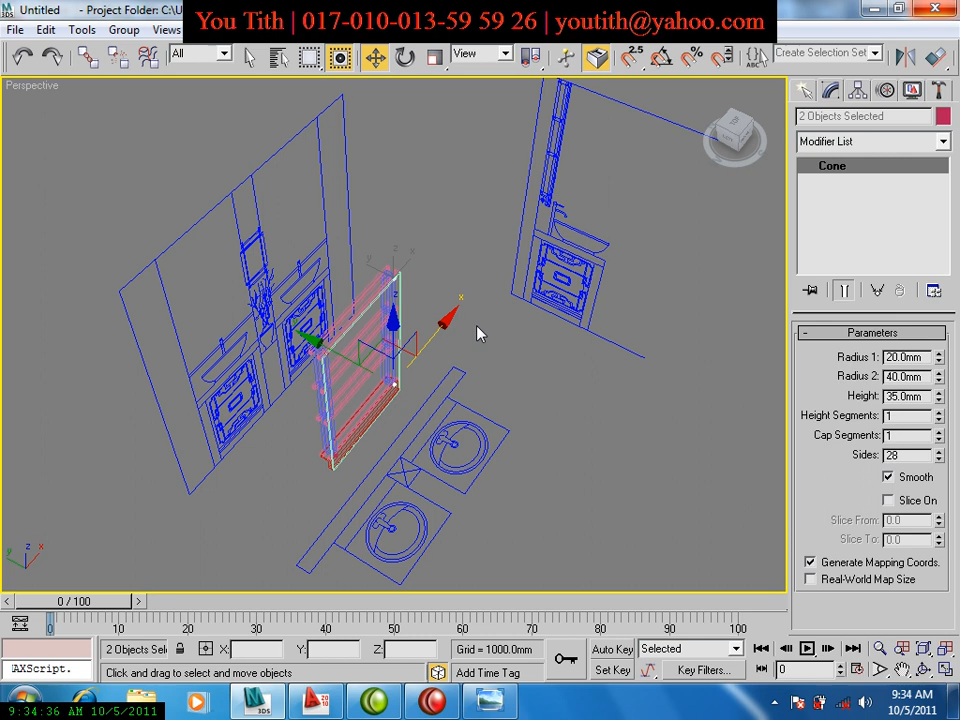 You Tith | 017-010-013-59 59 26 | youtith@yahoo.com
Untitled - Project Folder: C:\U
File Edit Tools Group Views
All
View
2.5
Create Selection Set
Perspective
TOP
2 Objects Selected
Modifier List
Cone
- Parameters
Radius 1: 20.0mm
Radius 2: 40.0mm
Height: 35.0mm
Height Segments: 1
Cap Segments: 1
Sides: 28
Smooth
Slice On
Slice From: 0.0
Slice To: 0.0
Generate Mapping Coords.
Real-World Map Size
z
x
y
x
z
y
z
x
< 0 / 100 >
0 10 20 30 40 50 60 70 80 90 100
2 Objects Sel X: Y: Z: Grid = 1000.0mm Auto Key Selected
AXScript. Click and drag to select and move objects Add Time Tag Set Key Key Filters... 0
9:34 AM
10/5/2011
9:34:36 AM 10/5/2011